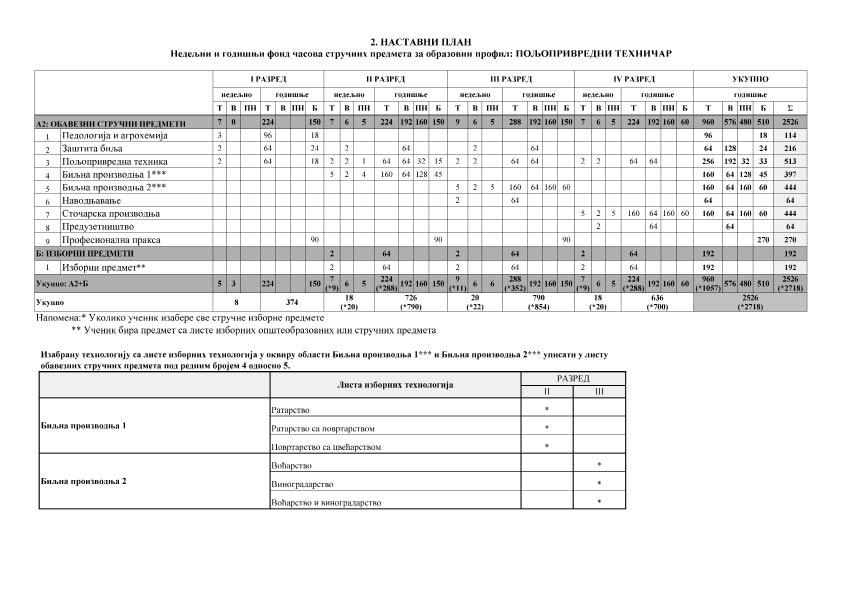 2. НАСТАВНИ ПЛАН
Недељни и годишњи фонд часова стручних предмета за образовни профил: ПОЉОПРИВРЕДНИ ТЕХНИЧАР
I РАЗРЕД II РАЗРЕД III РАЗРЕД IV РАЗРЕД УКУПНО
недељно годишње недељно годишње недељно годишње недељно годишње годишње
Т В ПН Т В ПН Б Т В ПН Т В ПН Б Т В ПН Т В ПН Б Т В ПН Т В ПН Б Т В ПН Б Σ
А2: ОБАВЕЗНИ СТРУЧНИ ПРЕДМЕТИ 7 0 224 150 7 6 5 224 192 160 150 9 6 5 288 192 160 150 7 6 5 224 192 160 60 960 576 480 510 2526
1 Педологија и агрохемија 3 96 18 96 18 114
2 Заштита биља 2 64 24 2 64 2 64 64 128 24 216
3 Пољопривредна техника 2 64 18 2 2 1 64 64 32 15 2 2 64 64 2 2 64 64 256 192 32 33 513
4 Биљна производња 1*** 5 2 4 160 64 128 45 160 64 128 45 397
5 Биљна производња 2*** 5 2 5 160 64 160 60 160 64 160 60 444
6 Наводњавање 2 64 64 64
7 Сточарска производња 5 2 5 160 64 160 60 160 64 160 60 444
8 Предузетништво 2 64 64 64
9 Професионална пракса 90 90 90 270 270
Б: ИЗБОРНИ ПРЕДМЕТИ 2 64 2 64 2 64 192 192
1 Изборни предмет** 2 64 2 64 2 64 192 192
Укупно: А2+Б 5 3 224 150 7 (*9) 6 5 224 (*288) 192 160 150 9 (*11) 6 6 288 (*352) 192 160 150 7 (*9) 6 5 224 (*288) 192 160 60 960 (*1057) 576 480 510 2526 (*2718)
Укупно 8 374 18 (*20) 726 (*790) 20 (*22) 790 (*854) 18 (*20) 636 (*700) 2526 (*2718)
Напомена:* Уколико ученик изабере све стручне изборне предмете
** Ученик бира предмет са листе изборних општеобразовних или стручних предмета
Изабрану технологију са листе изборних технологија у оквиру области Биљна производња 1*** и Биљна производња 2*** уписати у листу
обавезних стручних предмета под редним бројем 4 односно 5.
Листа изборних технологија РАЗРЕД
II III
Биљна производња 1
Ратарство *
Ратарство са повртарством *
Повртарство са цвећарством *
Биљна производња 2
Воћарство *
Виноградарство *
Воћарство и виноградарство *